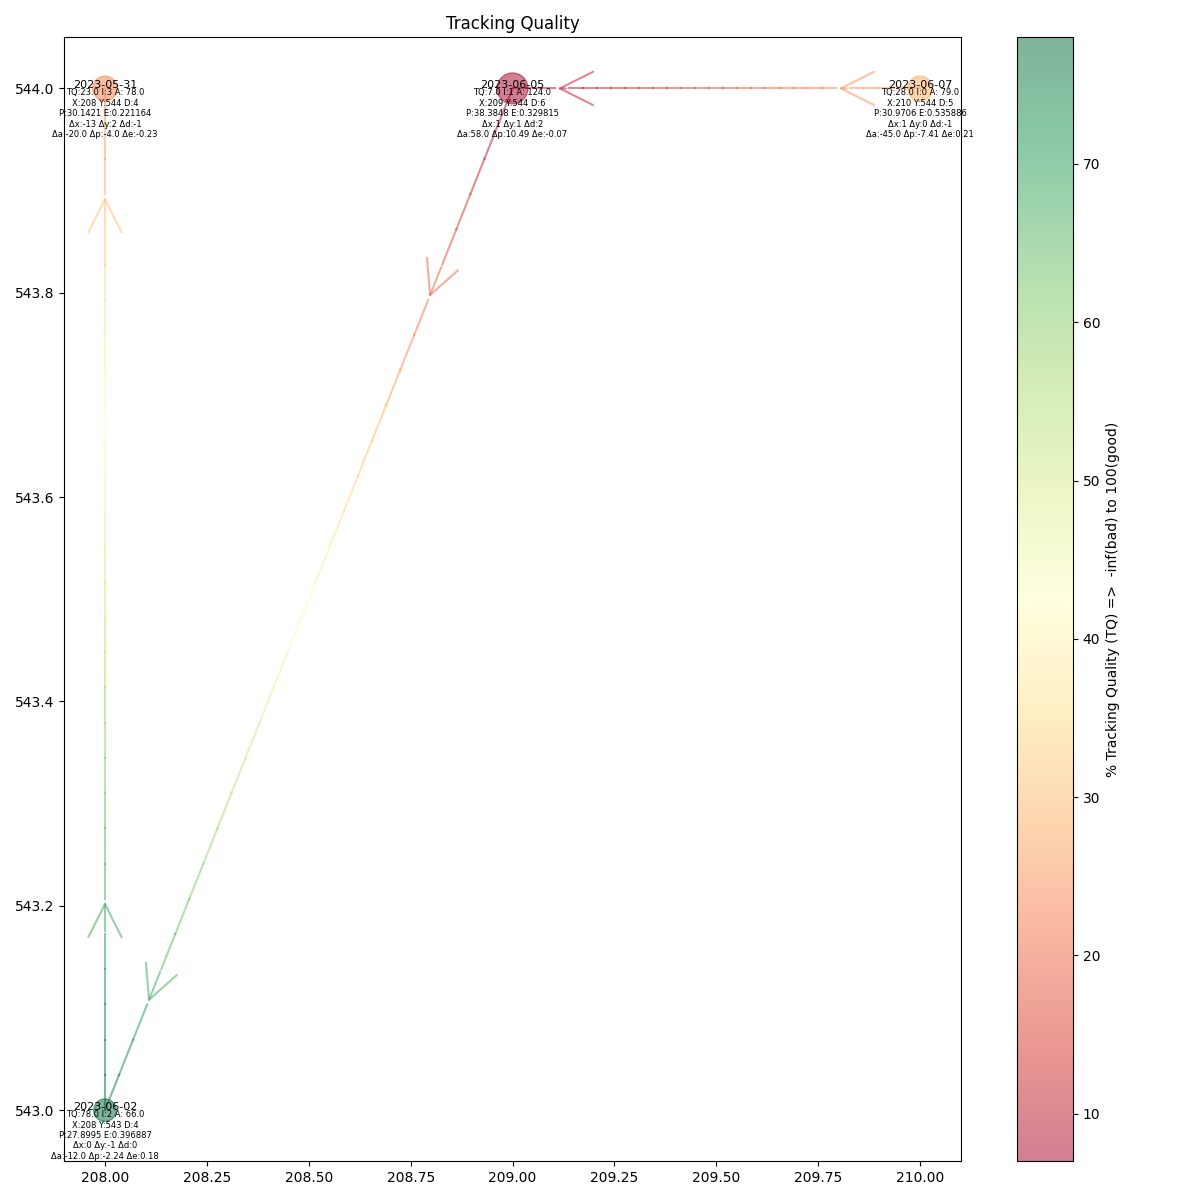 Tracking Quality
544.0
543.8
543.6
543.4
543.2
543.0
2023-05-31
TQ:23.0 I:3 A: 78.0
X:208 Y:544 D:4
P:30.1421 E:0.221164
Δx:-13 Δy:2 Δd:-1
Δa:-20.0 Δp:-4.0 Δe:-0.23
2023-06-05
TQ:7.0 I:1 A: 124.0
X:209 Y:544 D:6
P:38.3848 E:0.329815
Δx:1 Δy:1 Δd:2
Δa:58.0 Δp:10.49 Δe:-0.07
2023-06-07
TQ:28.0 I:0 A: 79.0
X:210 Y:544 D:5
P:30.9706 E:0.535886
Δx:1 Δy:0 Δd:-1
Δa:-45.0 Δp:-7.41 Δe:0.21
2023-06-02
TQ:78.0 I:2 A: 66.0
X:208 Y:543 D:4
P:27.8995 E:0.396887
Δx:0 Δy:-1 Δd:0
Δa:-12.0 Δp:-2.24 Δe:0.18
208.00
208.25
208.50
208.75
209.00
209.25
209.50
209.75
210.00
70
60
50
40
30
20
10
% Tracking Quality (TQ) => -inf(bad) to 100(good)